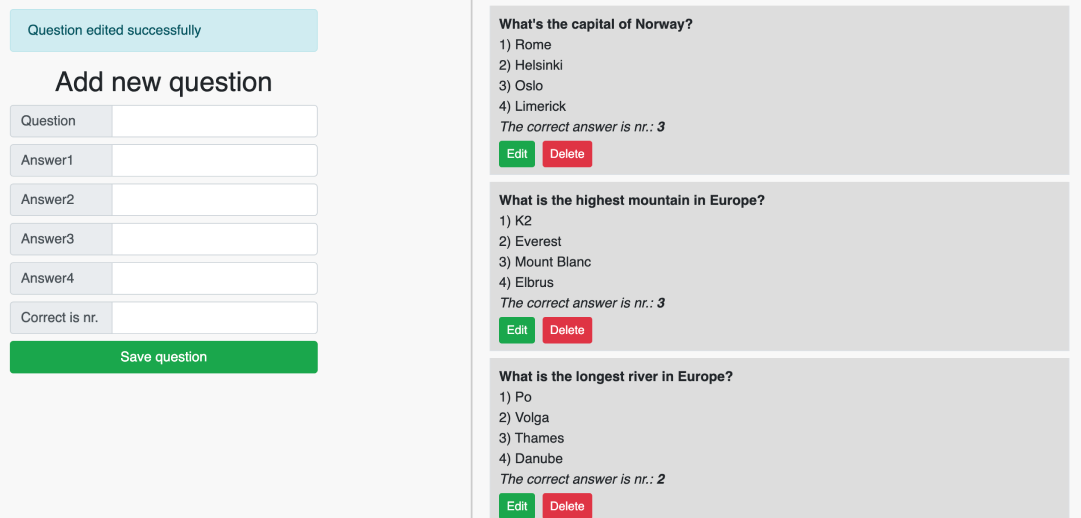 Question edited successfully
Add new question
Question
Answer1
Answer2
Answer3
Answer4
Correct is nr.
Save question
What's the capital of Norway?
1) Rome
2) Helsinki
3) Oslo
4) Limerick
The correct answer is nr.: 3
Edit Delete
What is the highest mountain in Europe?
1) K2
2) Everest
3) Mount Blanc
4) Elbrus
The correct answer is nr.: 3
Edit Delete
What is the longest river in Europe?
1) Po
2) Volga
3) Thames
4) Danube
The correct answer is nr.: 2
Edit Delete